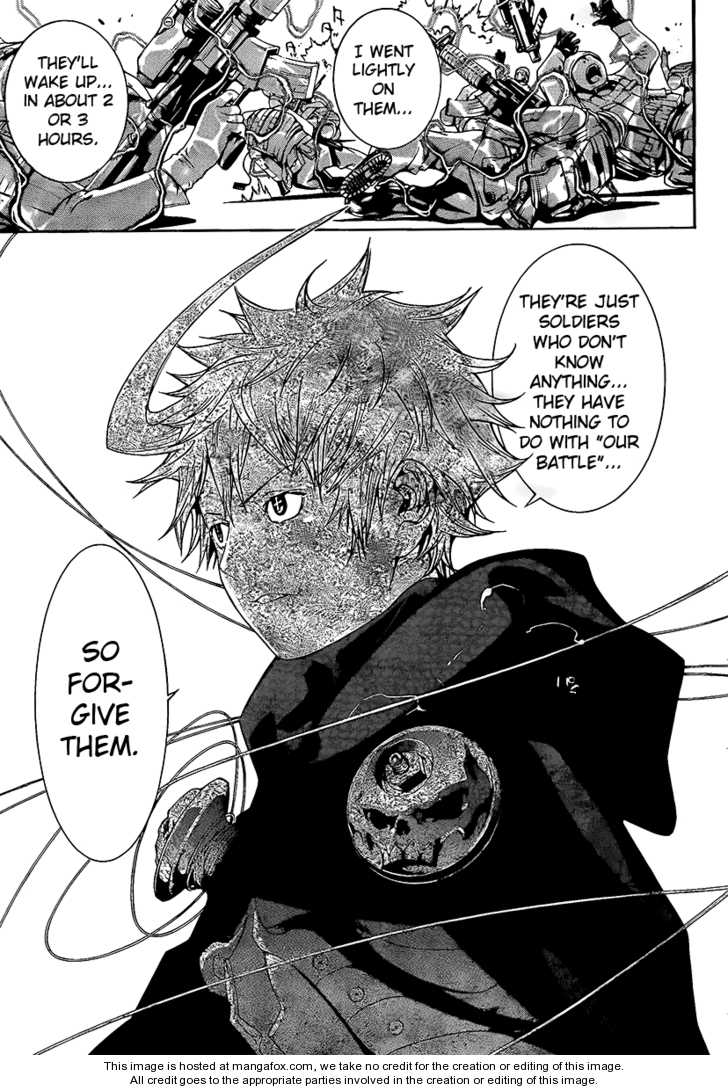 I WENT
LIGHTLY
ON
THEM...
THEY'LL
WAKE UP...
IN ABOUT 2
OR 3
HOURS.
THEY'RE JUST
SOLDIERS
WHO DON'T
KNOW
ANYTHING...
THEY HAVE
NOTHING TO
DO WITH "OUR
BATTLE"...
SO
FOR-
GIVE
THEM.
This image is hosted at mangafox.com, we take no credit for the creation or editing of this image.
All credit goes to the appropriate parties involved in the creation or editing of this image.